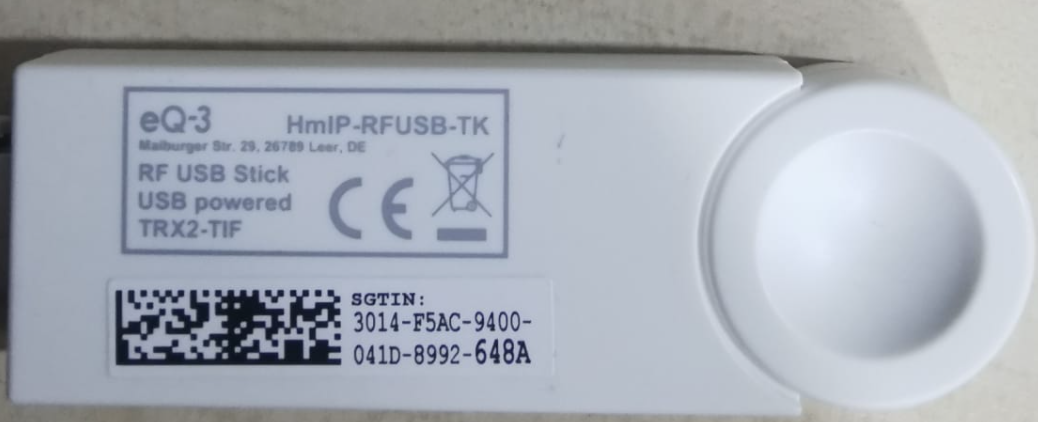 eQ-3
HmIP-RFUSB-TK
Maiburger Str. 29, 26789 Leer, DE
RF USB Stick
USB powered
TRX2-TIF
CE
SGTIN:
3014-F5AC-9400-
041D-8992-648A